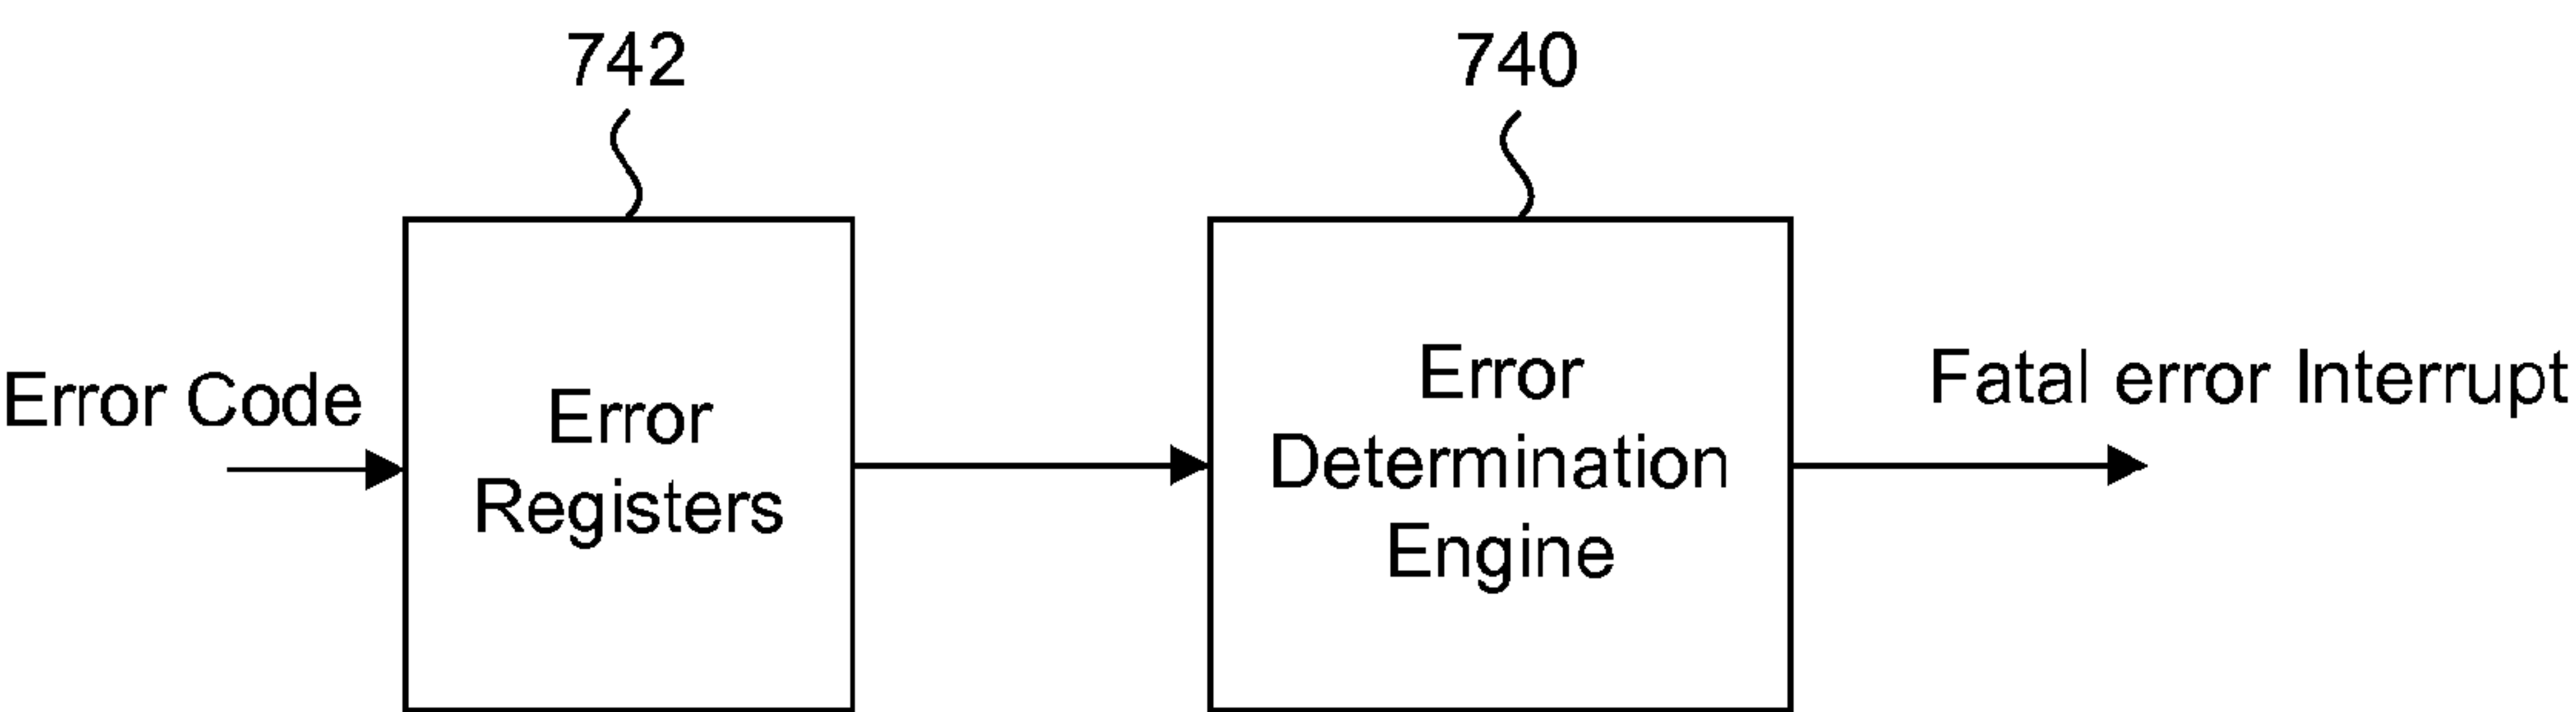 742
740
Error Code
Error
Registers
Error
Determination
Engine
Fatal error Interrupt